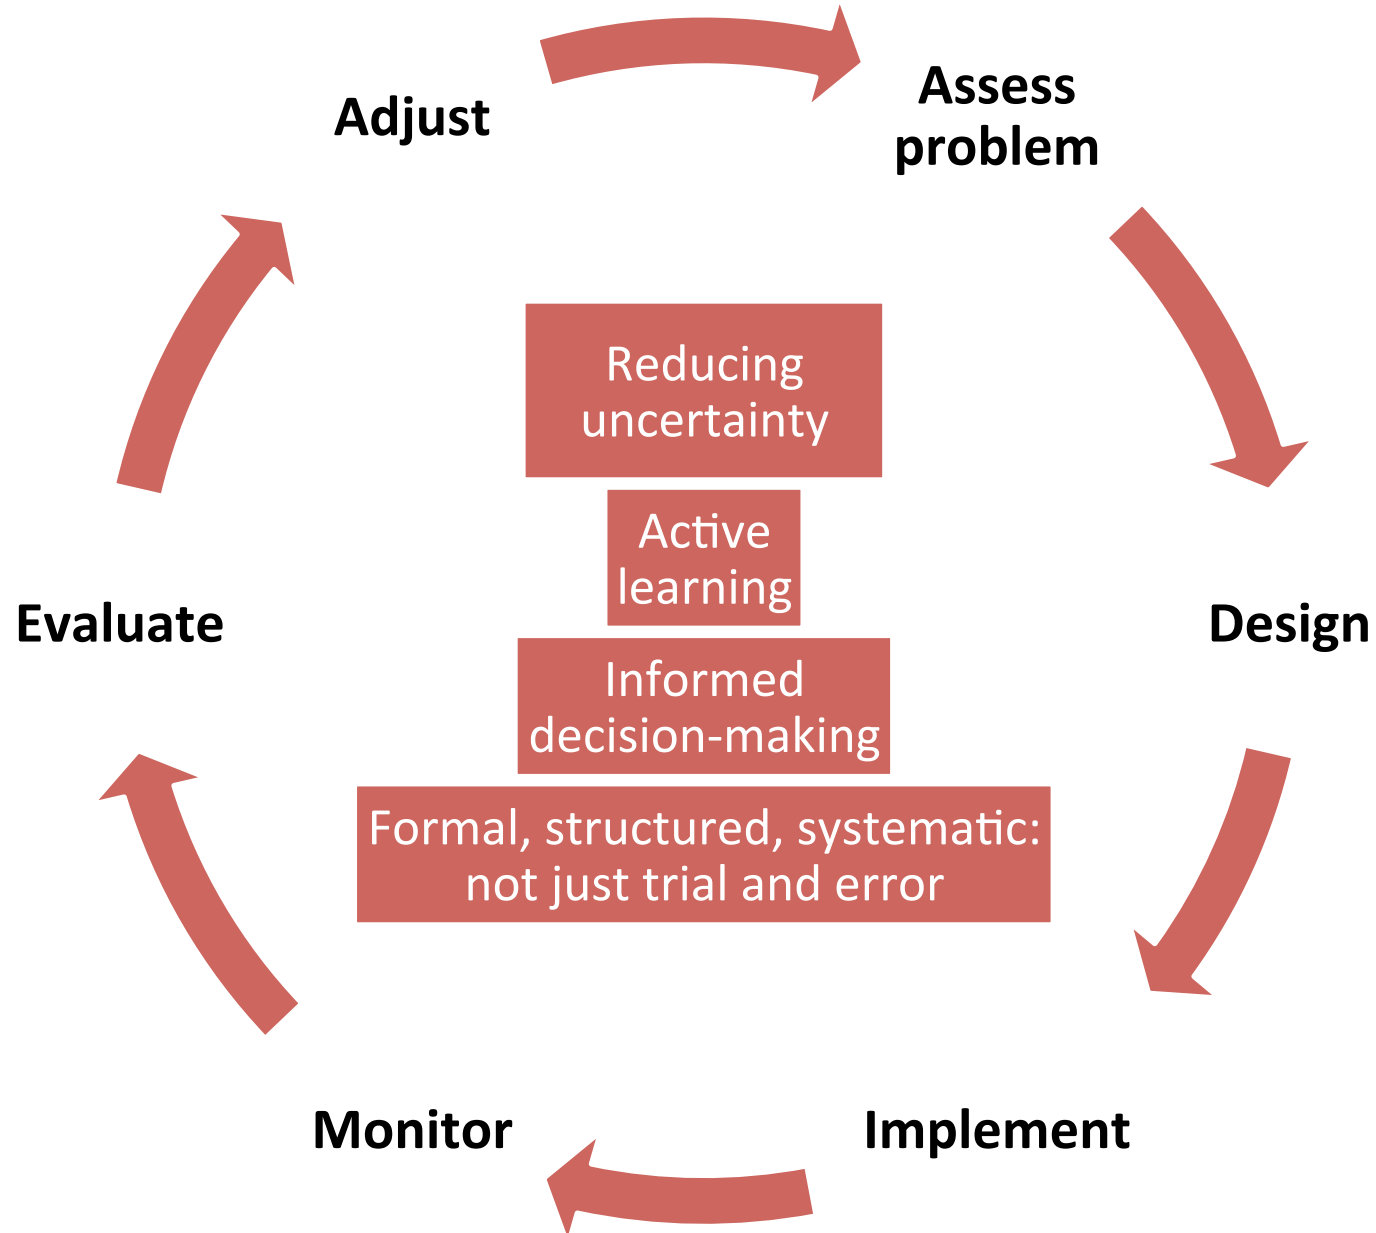 Adjust
Assess
problem
Reducing
uncertainty
Active
learning
Evaluate
Design
Informed
decision-making
Formal, structured, systematic:
not just trial and error
Monitor
Implement